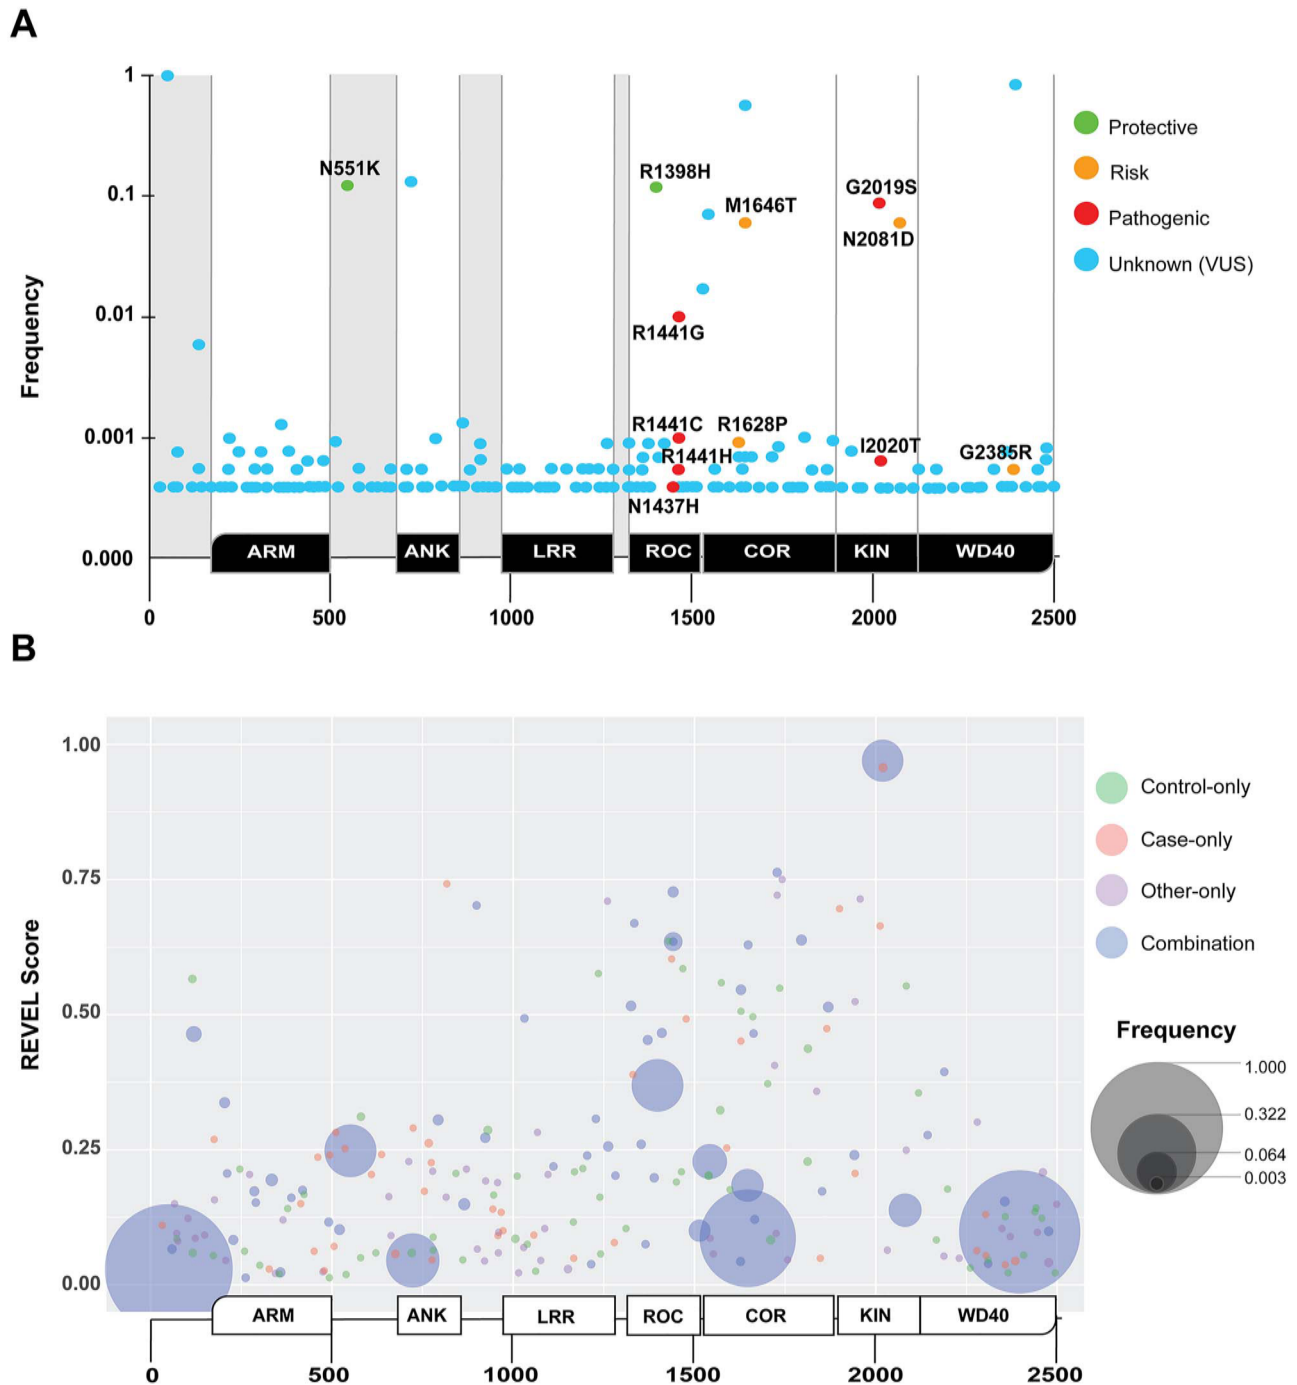 A
Frequency
1
0.1
0.01
0.001
0.000
N551K
R1398H
M1646T
G2019S
N2081D
R1441G
R1441C
R1628P
R1441H
I2020T
G2385R
N1437H
Protective
Risk
Pathogenic
Unknown (VUS)
ARM ANK LRR ROC COR KIN WD40
0 500 1000 1500 2000 2500
B
REVEL Score
1.00
0.75
0.50
0.25
0.00
Control-only
Case-only
Other-only
Combination
Frequency
1.000
0.322
0.064
0.003
ARM ANK LRR ROC COR KIN WD40
0 500 1000 1500 2000 2500